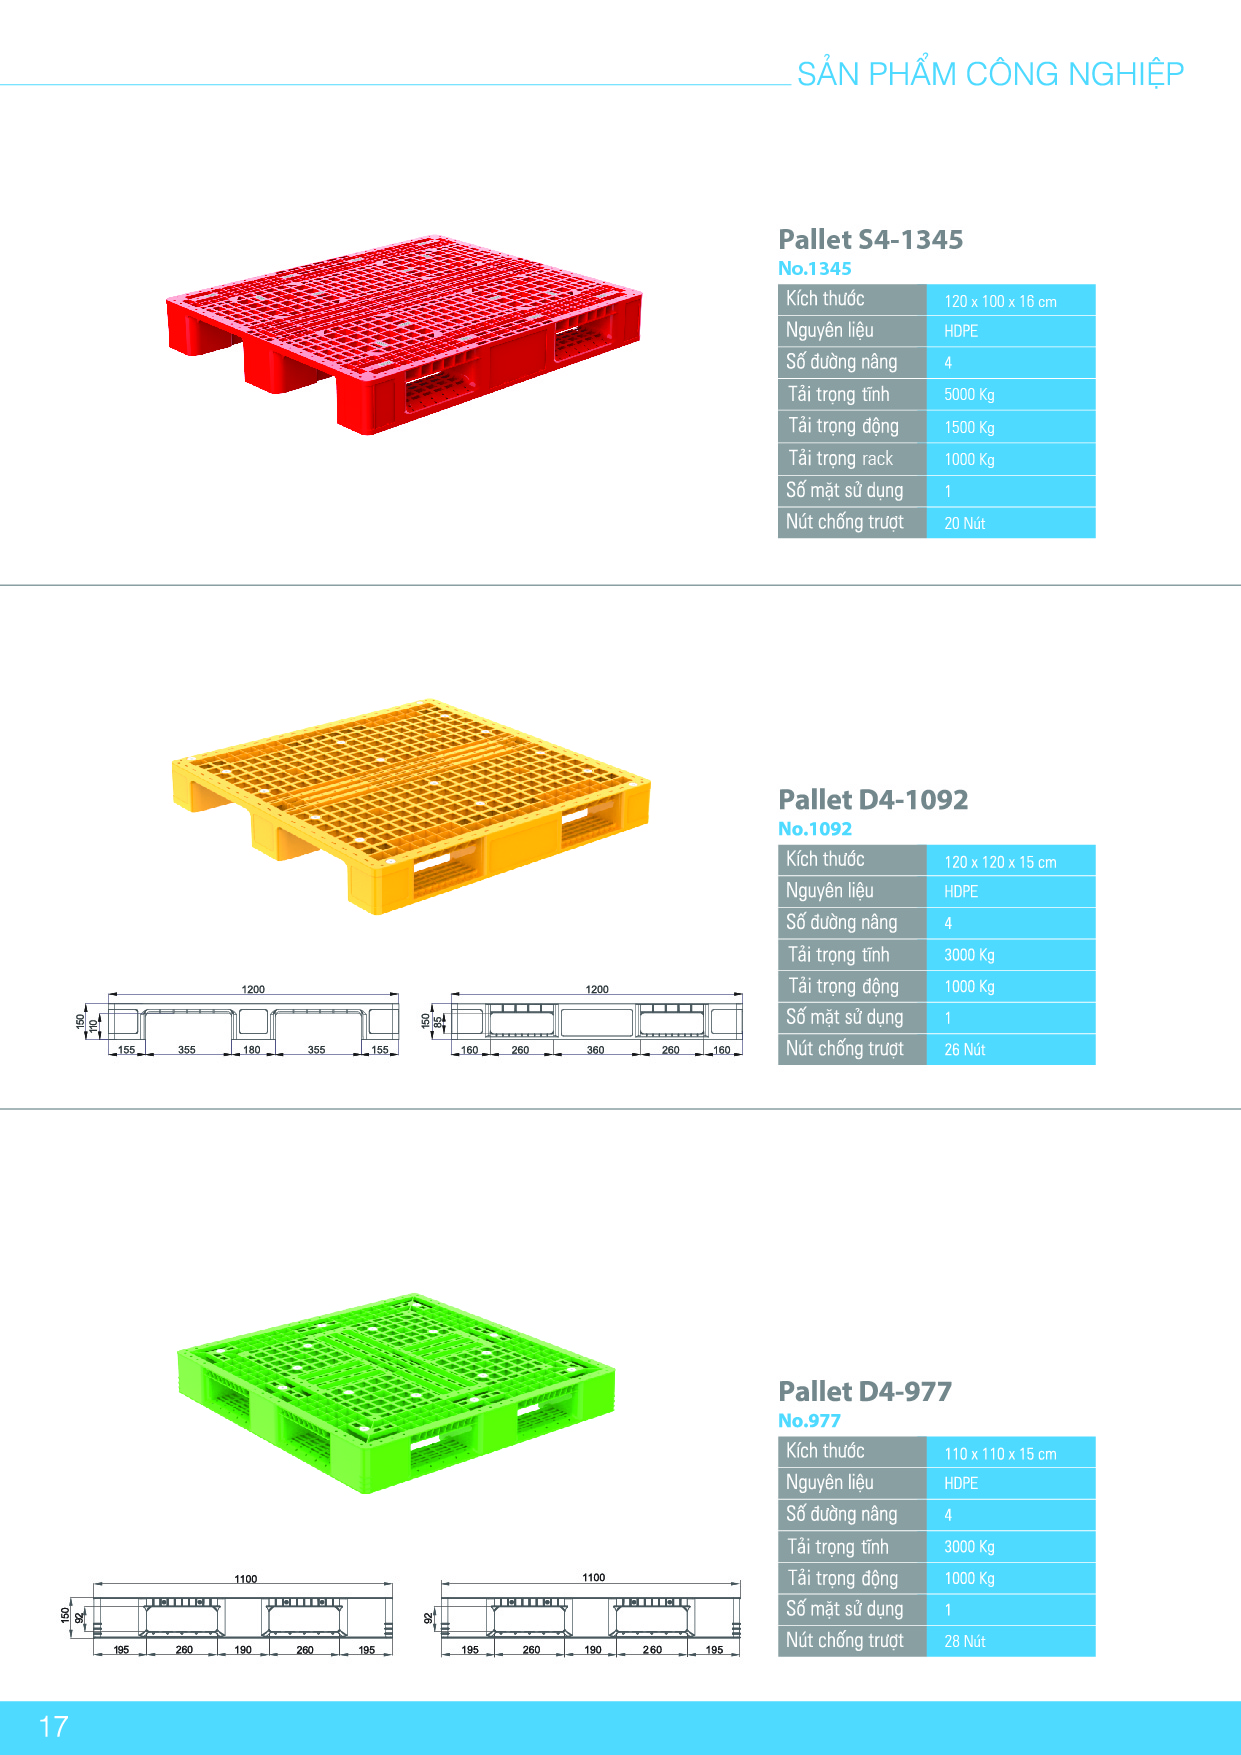 SẢN PHẨM CÔNG NGHIỆP
Pallet S4-1345
No.1345
Kích thước 120 x 100 x 16 cm
Nguyên liệu HDPE
Số đường nâng 4
Tải trọng tĩnh 5000 Kg
Tải trọng động 1500 Kg
Tải trọng rack 1000 Kg
Số mặt sử dụng 1
Nút chống trượt 20 Nút
Pallet D4-1092
No.1092
Kích thước 120 x 120 x 15 cm
Nguyên liệu HDPE
Số đường nâng 4
Tải trọng tĩnh 3000 Kg
Tải trọng động 1000 Kg
Số mặt sử dụng 1
Nút chống trượt 26 Nút
1200
150
110
155 355 180 355 155
1200
150
85
160 260 360 260 160
Pallet D4-977
No.977
Kích thước 110 x 110 x 15 cm
Nguyên liệu HDPE
Số đường nâng 4
Tải trọng tĩnh 3000 Kg
Tải trọng động 1000 Kg
Số mặt sử dụng 1
Nút chống trượt 28 Nút
1100
150
92
195 260 190 260 195
1100
92
195 260 190 260 195
17